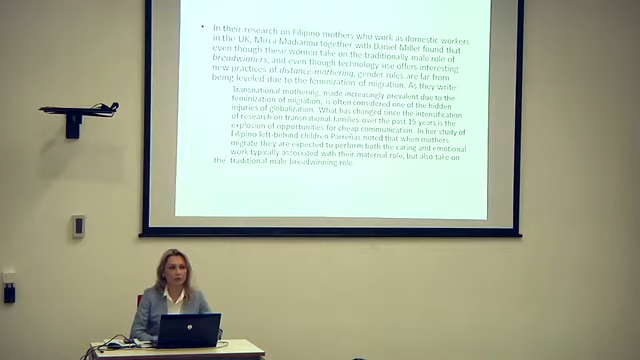 • In their research on Filipino mothers who work as domestic workers
in the UK, Mirca Madianou together with Daniel Miller found that
even though these women take on the traditionally male role of
breadwinners, and even though technology use offers interesting
new practices of distance-mothering, gender roles are far from
being leveled due to the feminization of migration. As they write:
Transnational mothering, made increasingly prevalent due to the
feminization of migration, is often considered one of the hidden
injuries of globalization. What has changed since the intensification
of research on transnational families over the past 15 years is the
explosion of opportunities for cheap communication. In her study of
Filipino left-behind children Parreñas noted that when mothers
migrate they are expected to perform both the caring and emotional
work typically associated with their maternal role, but also take on
the traditional male breadwinning role.